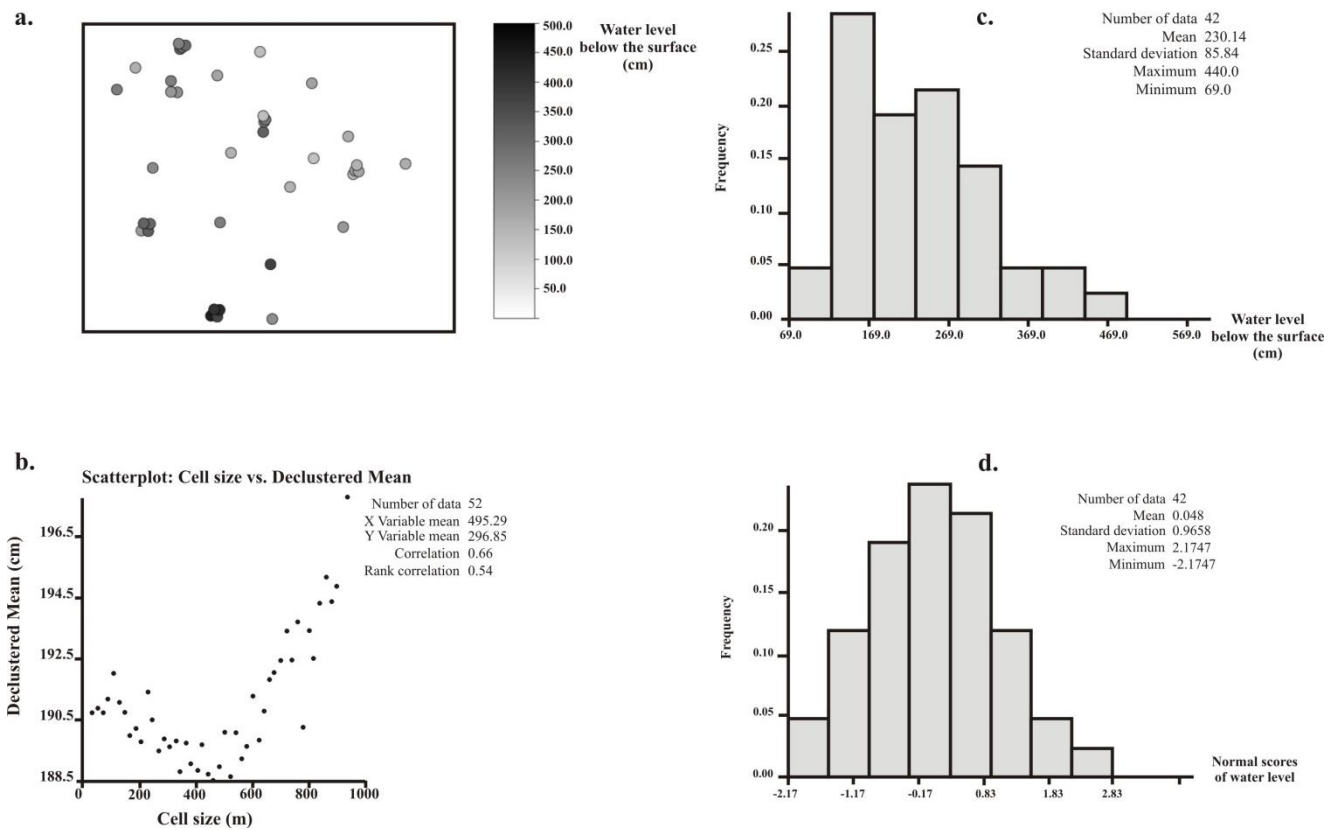 a.
500.0
450.0
400.0
350.0
300.0
250.0
200.0
150.0
100.0
50.0
Water level
below the surface
(cm)
c.
Number of data 42
Mean 230.14
Standard deviation 85.84
Maximum 440.0
Minimum 69.0
Frequency
0.25
0.20
0.15
0.10
0.05
0.00
69.0 169.0 269.0 369.0 469.0 569.0
Water level
below the surface
(cm)
b.
Scatterplot: Cell size vs. Declustered Mean
Number of data 52
X Variable mean 495.29
Y Variable mean 296.85
Correlation 0.66
Rank correlation 0.54
Declustered Mean (cm)
196.5
194.5
192.5
190.5
188.5
0 200 400 600 800 1000
Cell size (m)
d.
Number of data 42
Mean 0.048
Standard deviation 0.9658
Maximum 2.1747
Minimum -2.1747
Frequency
0.20
0.15
0.10
0.05
0.00
-2.17 -1.17 -0.17 0.83 1.83 2.83
Normal scores
of water level